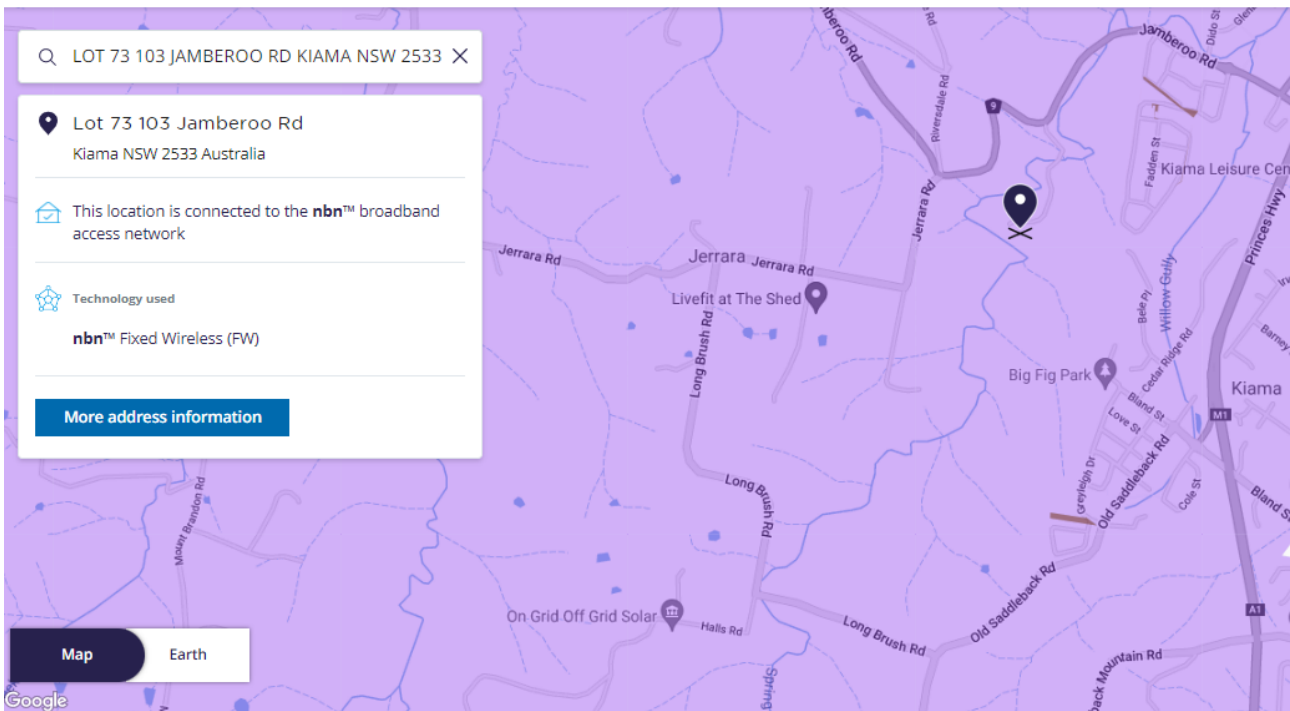 LOT 73 103 JAMBEROO RD KIAMA NSW 2533
Lot 73 103 Jamberoo Rd
Kiama NSW 2533 Australia
This location is connected to the nbn™ broadband
access network
Technology used
nbn™ Fixed Wireless (FW)
More address information
Map
Earth
Google
Jamberoo Rd
Dido St
9
Riversdale Rd
Fadden St
Kiama Leisure Cen
Princes Hwy
Jerrara Rd
Jerrara Rd
Jerrara
Jerrara Rd
Livefit at The Shed
Long Brush Rd
Bele Pl
Willow Gully
Cedar Ridge Rd
Barney
Big Fig Park
Kiama
Bland St
Love St
M1
Greyleigh Dr
Old Saddleback Rd
Cole St
Bland S
Long Brush Rd
Mount Brandon Rd
On Grid Off Grid Solar
Halls Rd
Long Brush Rd
Old Saddleback Rd
A1
back Mountain Rd
Spring